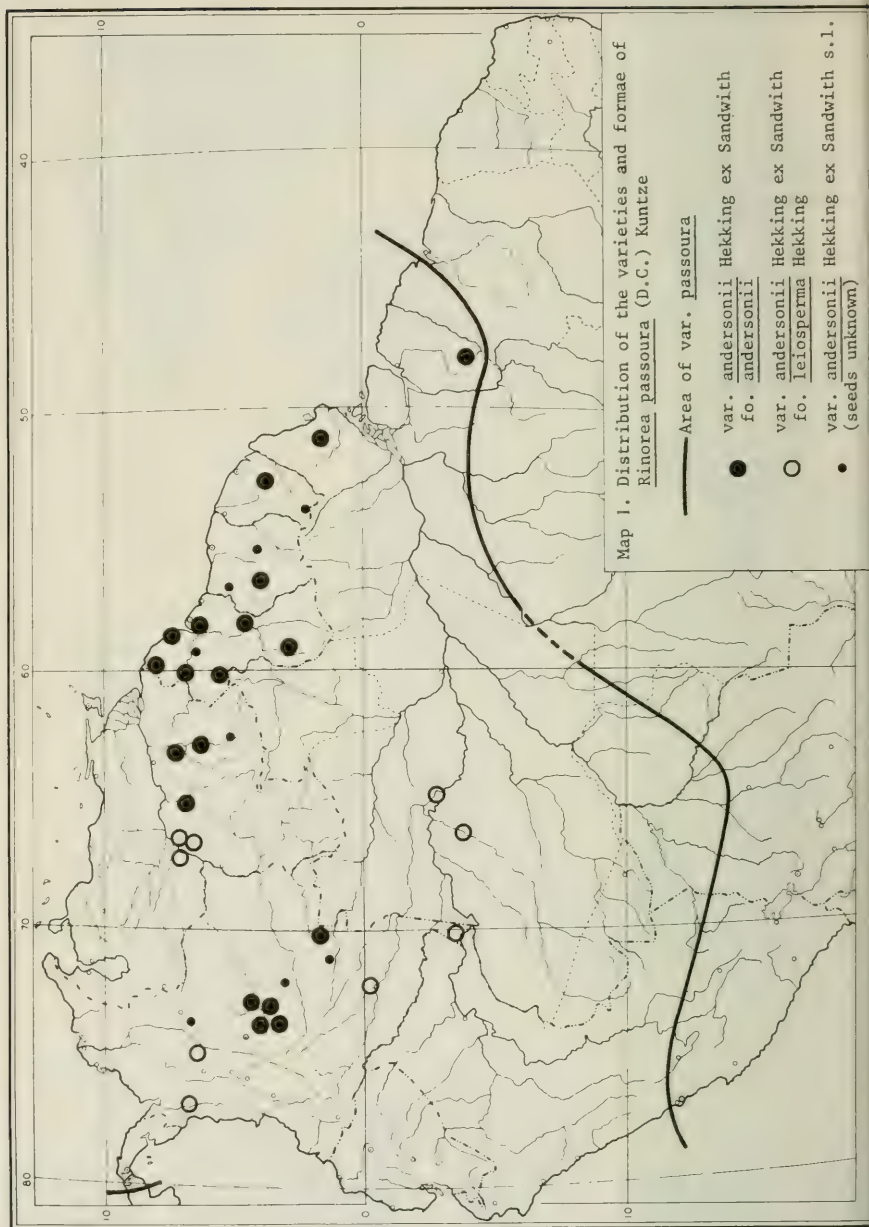 10
0
10
40
50
60
70
80
10
0
Map 1. Distribution of the varieties and formae of
Rinorea passoura (D.C.) Kuntze
Area of var. passoura
var. andersonii Hekking ex Sandwith
fo. andersonii
var. andersonii Hekking ex Sandwith
fo. leiosperma Hekking
var. andersonii Hekking ex Sandwith s.l.
(seeds unknown)